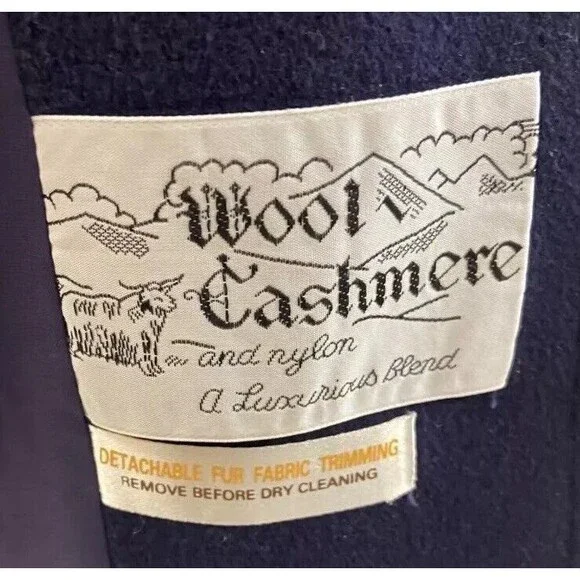 Wool
Cashmere
and nylon
A Luxurious Blend
DETACHABLE FUR FABRIC TRIMMING
REMOVE BEFORE DRY CLEANING